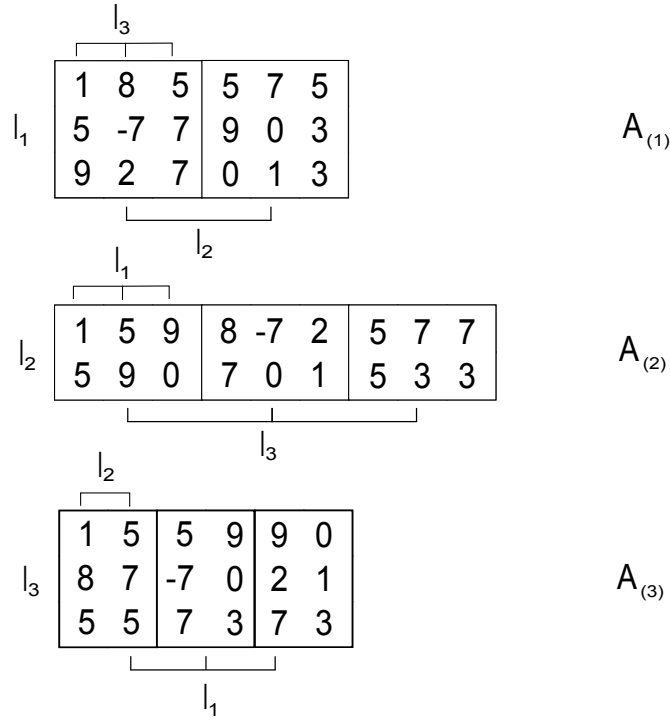 I3
1 8 5 5 7 5
I1 5 -7 7 9 0 3 A(1)
9 2 7 0 1 3
I2
I1
1 5 9 8 -7 2 5 7 7
I2 A(2)
5 9 0 7 0 1 5 3 3
I3
I2
1 5 5 9 9 0
I3 8 7 -7 0 2 1 A(3)
5 5 7 3 7 3
I1